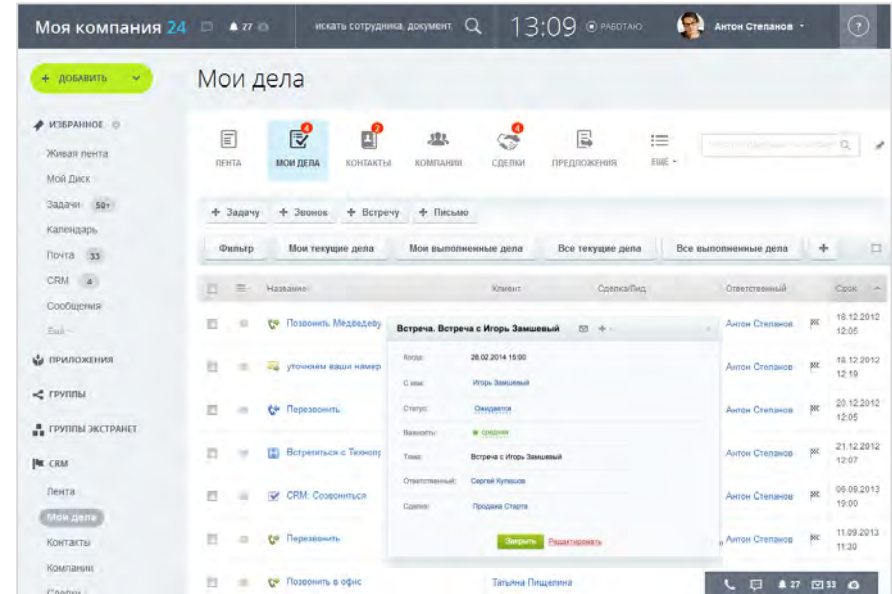 Моя компания 24
27
искать сотрудника, документ
13:09
РАБОТАЮ
Антон Степанов
?
+ ДОБАВИТЬ
Мои дела
ИЗБРАННОЕ
Живая лента
Мой Диск
Задачи 50+
Календарь
Почта 33
CRM 4
Сообщения
Ещё
ПРИЛОЖЕНИЯ
ГРУППЫ
ГРУППЫ ЭКСТРАНЕТ
CRM
Лента
Мои дела
Контакты
Компании
Сделки
ЛЕНТА
4
МОИ ДЕЛА
2
КОНТАКТЫ
КОМПАНИИ
4
СДЕЛКИ
ПРЕДЛОЖЕНИЯ
ЕЩЁ
+ Задачу + Звонок + Встречу + Письмо
Фильтр Мои текущие дела Мои выполненные дела Все текущие дела Все выполненные дела +
Название Клиент Сделка/Лид Ответственный Срок
Позвонить Медведеву Антон Степанов 18.12.2012
12:05
уточняем ваши намер Антон Степанов 18.12.2012
12:19
Перезвонить Антон Степанов 20.12.2012
12:05
Встретиться с Технопр Антон Степанов 21.12.2012
12:07
CRM: Созвониться Антон Степанов 06.09.2013
19:00
Перезвонить Антон Степанов 11.09.2013
11:30
Позвонить в офис Татьяна Пищелина
Встреча. Встреча с Игорь Замшевый
Когда: 28.02.2014 15:00
С кем: Игорь Замшевый
Статус: Ожидается
Важность: средняя
Тема: Встреча с Игорь Замшевый
Ответственный: Сергей Кулешов
Сделка: Продажа Старта
Закрыть Редактировать
27 33